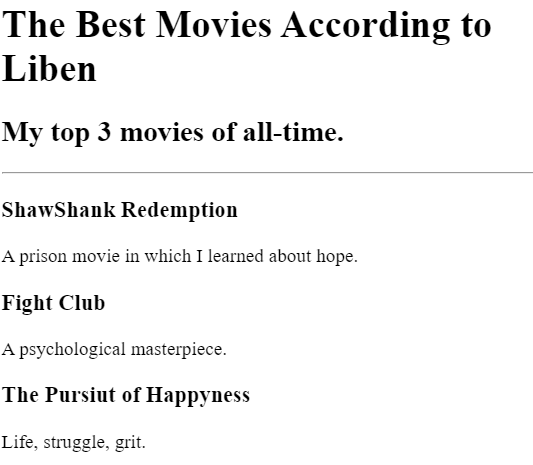 The Best Movies According to
Liben
My top 3 movies of all-time.
ShawShank Redemption
A prison movie in which I learned about hope.
Fight Club
A psychological masterpiece.
The Pursiut of Happyness
Life, struggle, grit.